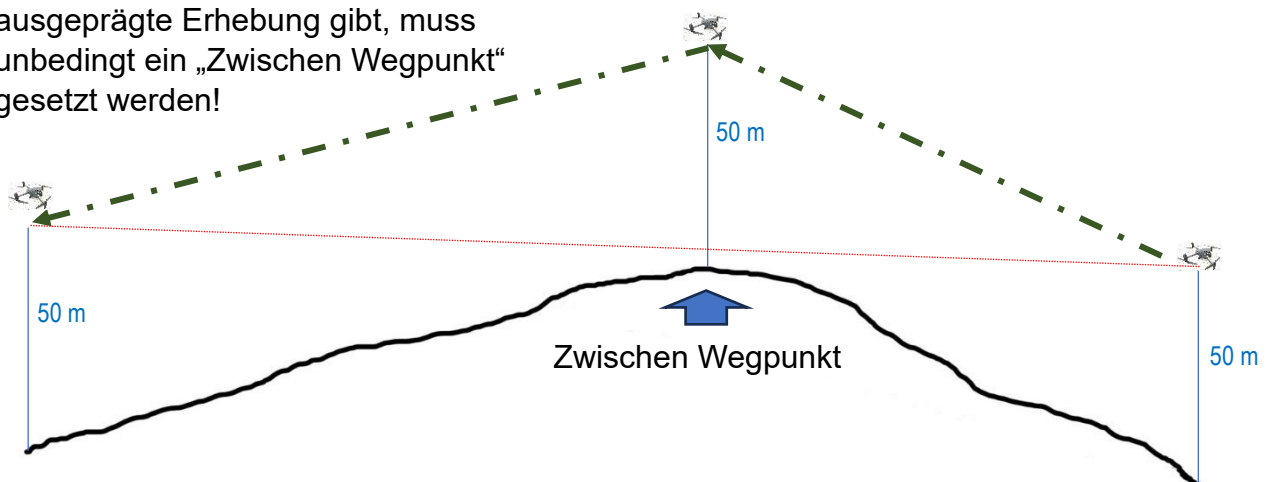 ausgeprägte Erhebung gibt, muss
unbedingt ein „Zwischen Wegpunkt“
gesetzt werden!
50 m
50 m
Zwischen Wegpunkt
50 m